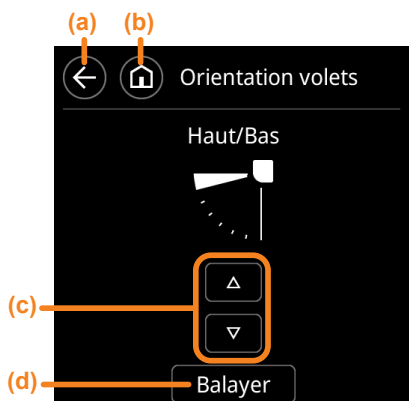 (a) (b)
Orientation volets
Haut/Bas
(c)
(d) Balayer